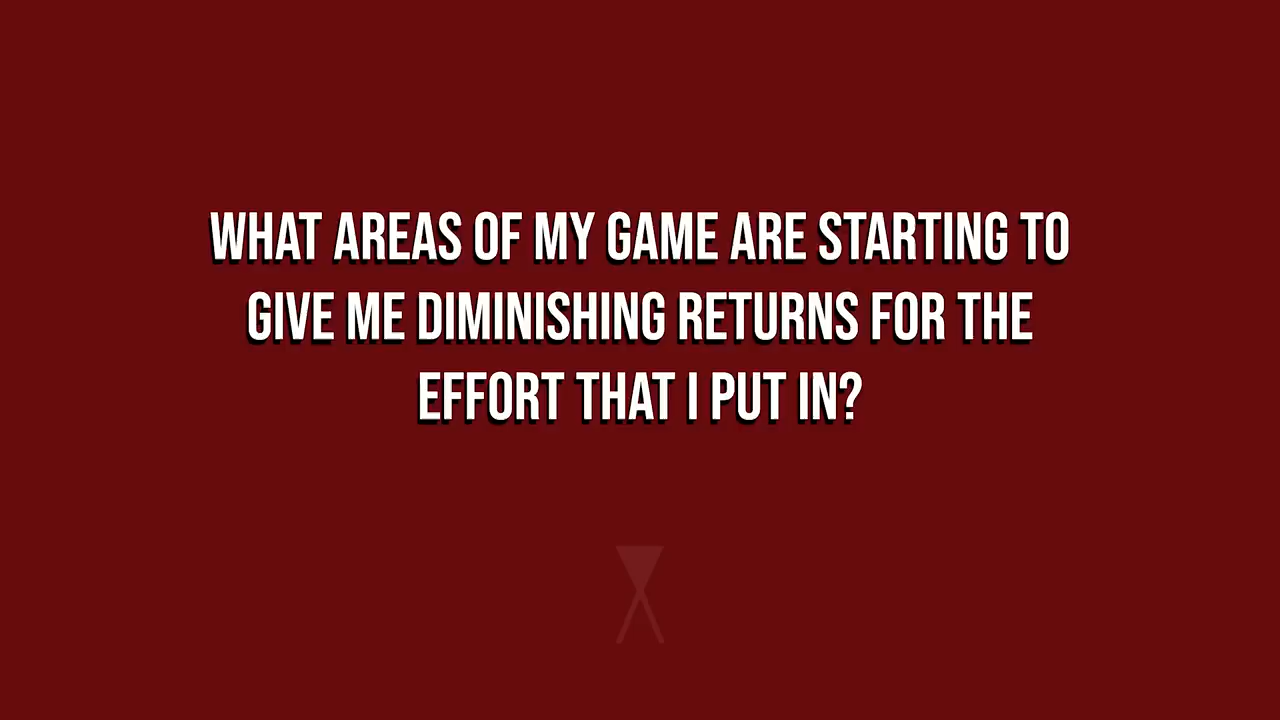 WHAT AREAS OF MY GAME ARE STARTING TO
GIVE ME DIMINISHING RETURNS FOR THE
EFFORT THAT I PUT IN?